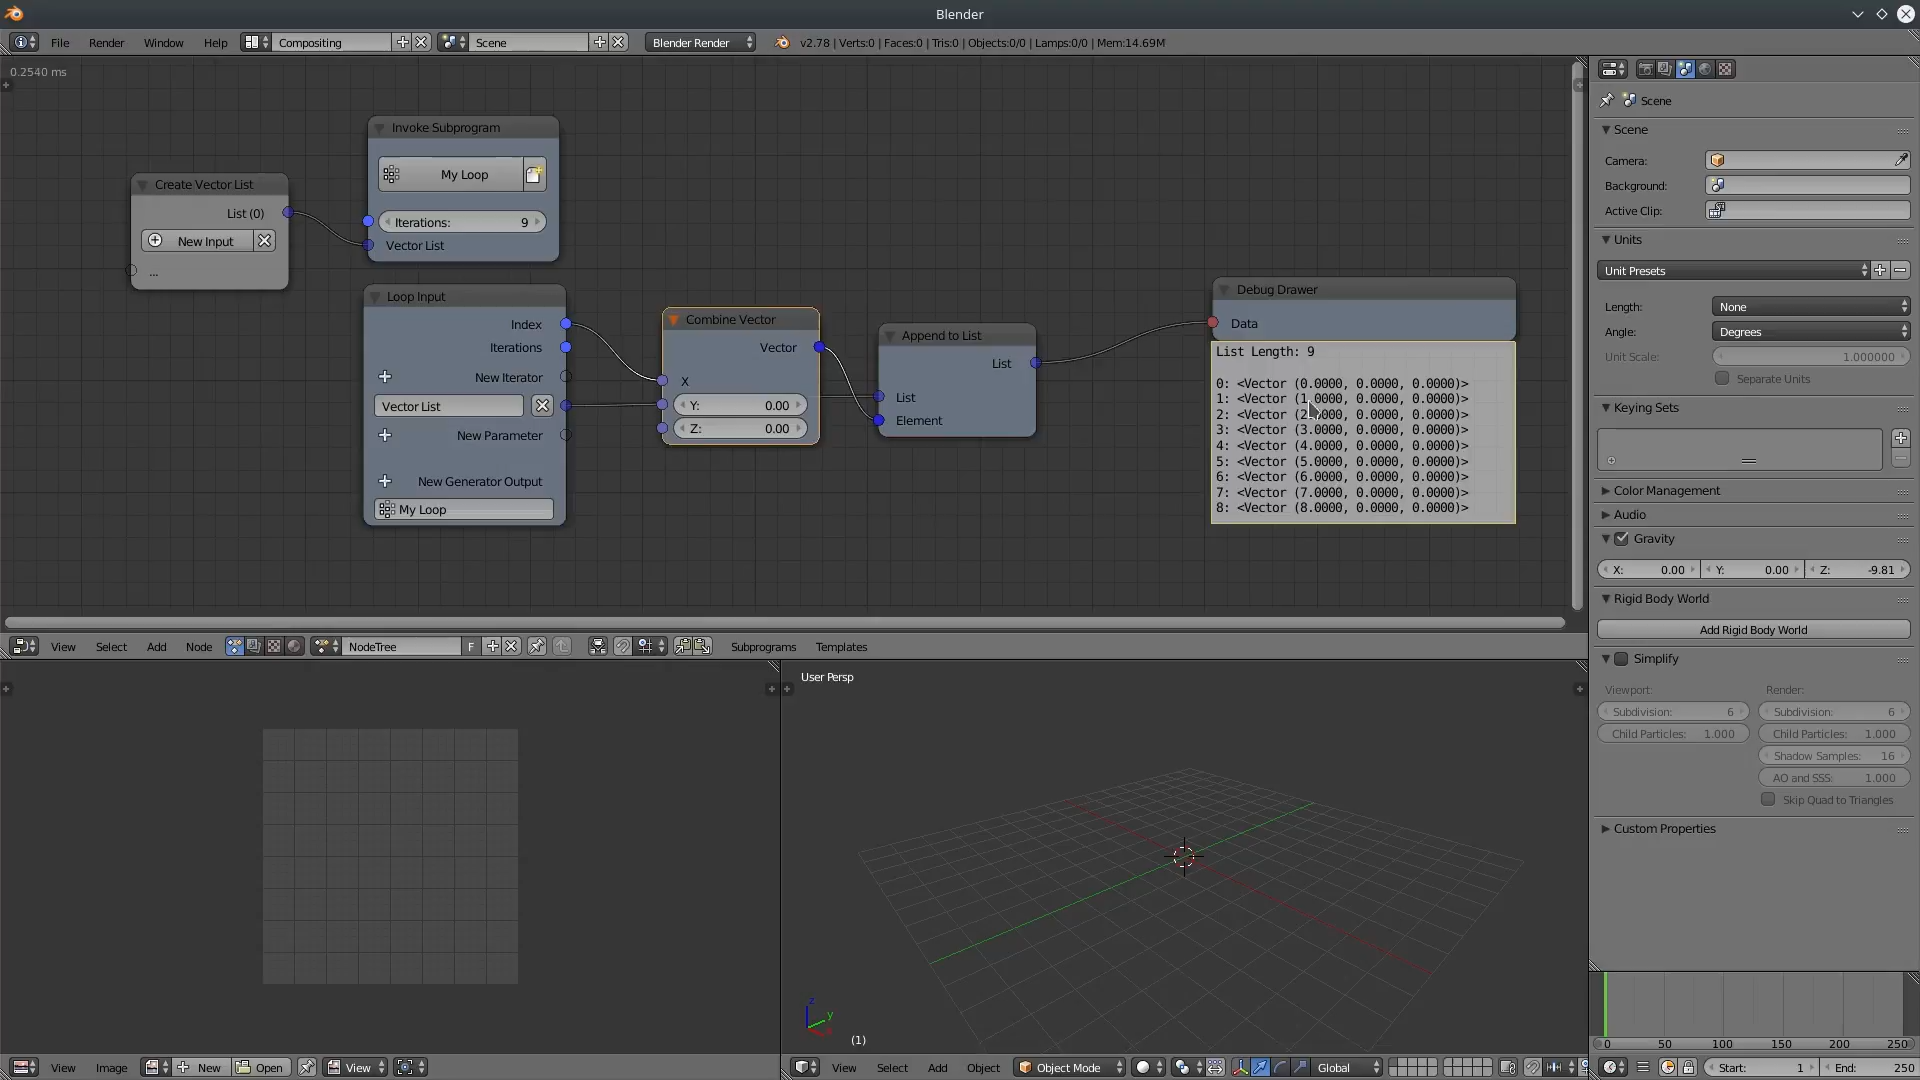 Blender
File Render Window Help Compositing Scene Blender Render v2.78 | Verts:0 | Faces:0 | Tris:0 | Objects:0/0 | Lamps:0/0 | Mem:14.69M
0.2540 ms
Invoke Subprogram
My Loop
Iterations: 9
Vector List
Create Vector List
List (0)
New Input
...
Loop Input
Index
Iterations
New Iterator
Vector List
New Parameter
New Generator Output
My Loop
Combine Vector
Vector
X
Y: 0.00
Z: 0.00
Append to List
List
List
Element
Debug Drawer
Data
List Length: 9
0: <Vector (0.0000, 0.0000, 0.0000)>
1: <Vector (1.0000, 0.0000, 0.0000)>
2: <Vector (2.0000, 0.0000, 0.0000)>
3: <Vector (3.0000, 0.0000, 0.0000)>
4: <Vector (4.0000, 0.0000, 0.0000)>
5: <Vector (5.0000, 0.0000, 0.0000)>
6: <Vector (6.0000, 0.0000, 0.0000)>
7: <Vector (7.0000, 0.0000, 0.0000)>
8: <Vector (8.0000, 0.0000, 0.0000)>
View Select Add Node NodeTree F Subprograms Templates
Scene
Scene
Camera:
Background:
Active Clip:
Units
Unit Presets
Length: None
Angle: Degrees
Unit Scale: 1.000000
Separate Units
Keying Sets
Color Management
Audio
Gravity
X: 0.00 Y: 0.00 Z: -9.81
Rigid Body World
Add Rigid Body World
Simplify
Viewport: Render:
Subdivision: 6 Subdivision: 6
Child Particles: 1.000 Child Particles: 1.000
Shadow Samples: 16
AO and SSS: 1.000
Skip Quad to Triangles
Custom Properties
User Persp
z
y
x
(1)
0 50 100 150 200 250
View Image New Open View
View Select Add Object Object Mode Global
Start: 1 End: 250